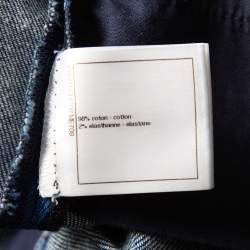 98% coton - cotton
2% elasthanne - elastane